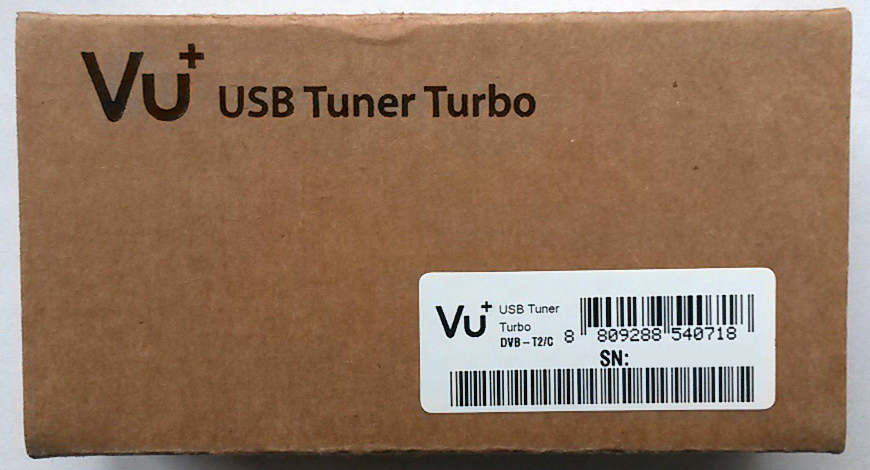 Vu+ USB Tuner Turbo
Vu+ USB Tuner
Turbo
DVB-T2/C
8 809288 540718
SN: